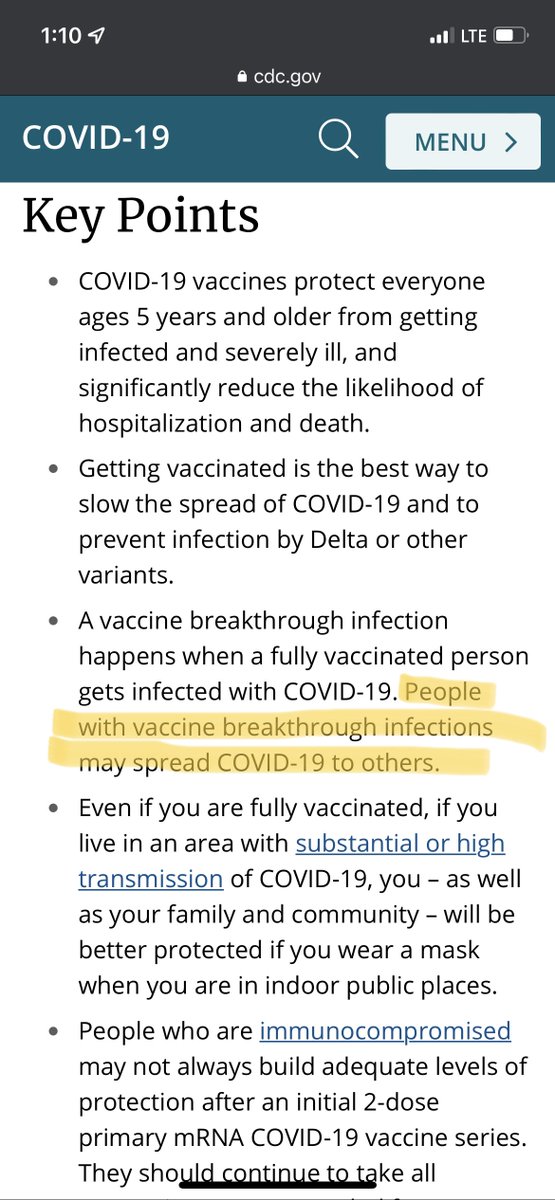 1:10 LTE
cdc.gov
COVID-19 MENU
Key Points
• COVID-19 vaccines protect everyone
ages 5 years and older from getting
infected and severely ill, and
significantly reduce the likelihood of
hospitalization and death.
• Getting vaccinated is the best way to
slow the spread of COVID-19 and to
prevent infection by Delta or other
variants.
• A vaccine breakthrough infection
happens when a fully vaccinated person
gets infected with COVID-19. People
with vaccine breakthrough infections
may spread COVID-19 to others.
• Even if you are fully vaccinated, if you
live in an area with substantial or high
transmission of COVID-19, you – as well
as your family and community – will be
better protected if you wear a mask
when you are in indoor public places.
• People who are immunocompromised
may not always build adequate levels of
protection after an initial 2-dose
primary mRNA COVID-19 vaccine series.
They should continue to take all